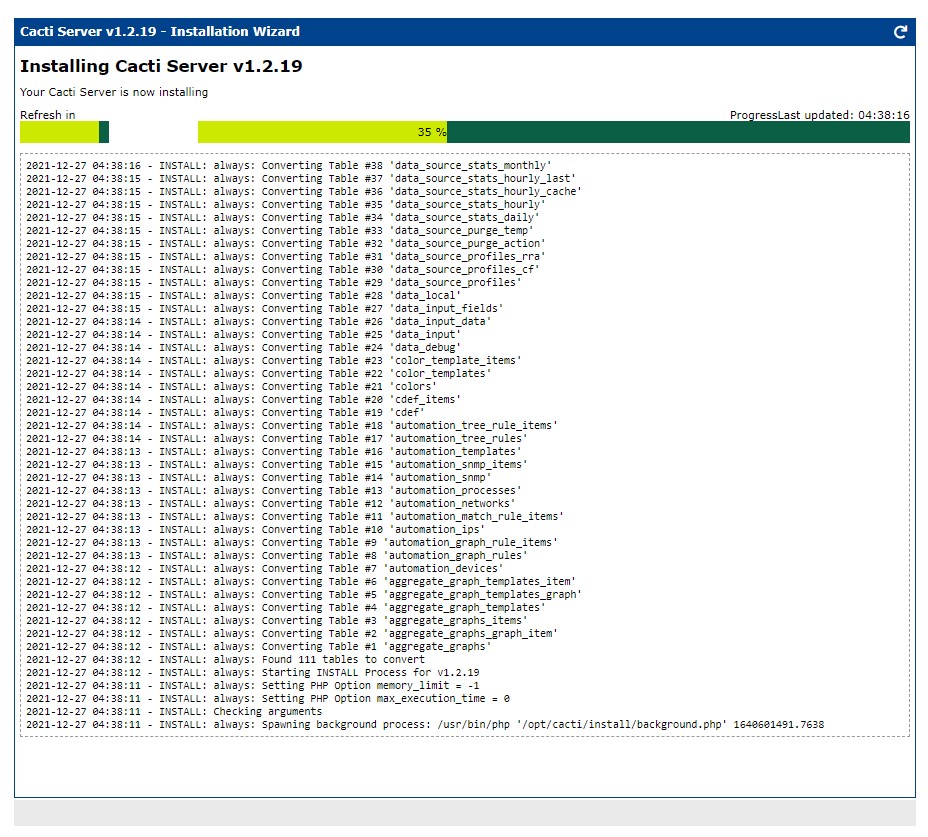 Cacti Server v1.2.19 - Installation Wizard
Installing Cacti Server v1.2.19
Your Cacti Server is now installing
Refresh in
ProgressLast updated: 04:38:16
35 %
2021-12-27 04:38:16 - INSTALL: always: Converting Table #38 'data_source_stats_monthly'
2021-12-27 04:38:15 - INSTALL: always: Converting Table #37 'data_source_stats_hourly_last'
2021-12-27 04:38:15 - INSTALL: always: Converting Table #36 'data_source_stats_hourly_cache'
2021-12-27 04:38:15 - INSTALL: always: Converting Table #35 'data_source_stats_hourly'
2021-12-27 04:38:15 - INSTALL: always: Converting Table #34 'data_source_stats_daily'
2021-12-27 04:38:15 - INSTALL: always: Converting Table #33 'data_source_purge_temp'
2021-12-27 04:38:15 - INSTALL: always: Converting Table #32 'data_source_purge_action'
2021-12-27 04:38:15 - INSTALL: always: Converting Table #31 'data_source_profiles_rra'
2021-12-27 04:38:15 - INSTALL: always: Converting Table #30 'data_source_profiles_cf'
2021-12-27 04:38:15 - INSTALL: always: Converting Table #29 'data_source_profiles'
2021-12-27 04:38:15 - INSTALL: always: Converting Table #28 'data_local'
2021-12-27 04:38:15 - INSTALL: always: Converting Table #27 'data_input_fields'
2021-12-27 04:38:14 - INSTALL: always: Converting Table #26 'data_input_data'
2021-12-27 04:38:14 - INSTALL: always: Converting Table #25 'data_input'
2021-12-27 04:38:14 - INSTALL: always: Converting Table #24 'data_debug'
2021-12-27 04:38:14 - INSTALL: always: Converting Table #23 'color_template_items'
2021-12-27 04:38:14 - INSTALL: always: Converting Table #22 'color_templates'
2021-12-27 04:38:14 - INSTALL: always: Converting Table #21 'colors'
2021-12-27 04:38:14 - INSTALL: always: Converting Table #20 'cdef_items'
2021-12-27 04:38:14 - INSTALL: always: Converting Table #19 'cdef'
2021-12-27 04:38:14 - INSTALL: always: Converting Table #18 'automation_tree_rule_items'
2021-12-27 04:38:14 - INSTALL: always: Converting Table #17 'automation_tree_rules'
2021-12-27 04:38:13 - INSTALL: always: Converting Table #16 'automation_templates'
2021-12-27 04:38:13 - INSTALL: always: Converting Table #15 'automation_snmp_items'
2021-12-27 04:38:13 - INSTALL: always: Converting Table #14 'automation_snmp'
2021-12-27 04:38:13 - INSTALL: always: Converting Table #13 'automation_processes'
2021-12-27 04:38:13 - INSTALL: always: Converting Table #12 'automation_networks'
2021-12-27 04:38:13 - INSTALL: always: Converting Table #11 'automation_match_rule_items'
2021-12-27 04:38:13 - INSTALL: always: Converting Table #10 'automation_ips'
2021-12-27 04:38:13 - INSTALL: always: Converting Table #9 'automation_graph_rule_items'
2021-12-27 04:38:13 - INSTALL: always: Converting Table #8 'automation_graph_rules'
2021-12-27 04:38:12 - INSTALL: always: Converting Table #7 'automation_devices'
2021-12-27 04:38:12 - INSTALL: always: Converting Table #6 'aggregate_graph_templates_item'
2021-12-27 04:38:12 - INSTALL: always: Converting Table #5 'aggregate_graph_templates_graph'
2021-12-27 04:38:12 - INSTALL: always: Converting Table #4 'aggregate_graph_templates'
2021-12-27 04:38:12 - INSTALL: always: Converting Table #3 'aggregate_graphs_items'
2021-12-27 04:38:12 - INSTALL: always: Converting Table #2 'aggregate_graphs_graph_item'
2021-12-27 04:38:12 - INSTALL: always: Converting Table #1 'aggregate_graphs'
2021-12-27 04:38:12 - INSTALL: always: Found 111 tables to convert
2021-12-27 04:38:12 - INSTALL: always: Starting INSTALL Process for v1.2.19
2021-12-27 04:38:11 - INSTALL: always: Setting PHP Option memory_limit = -1
2021-12-27 04:38:11 - INSTALL: always: Setting PHP Option max_execution_time = 0
2021-12-27 04:38:11 - INSTALL: Checking arguments
2021-12-27 04:38:11 - INSTALL: always: Spawning background process: /usr/bin/php '/opt/cacti/install/background.php' 1640601491.7638